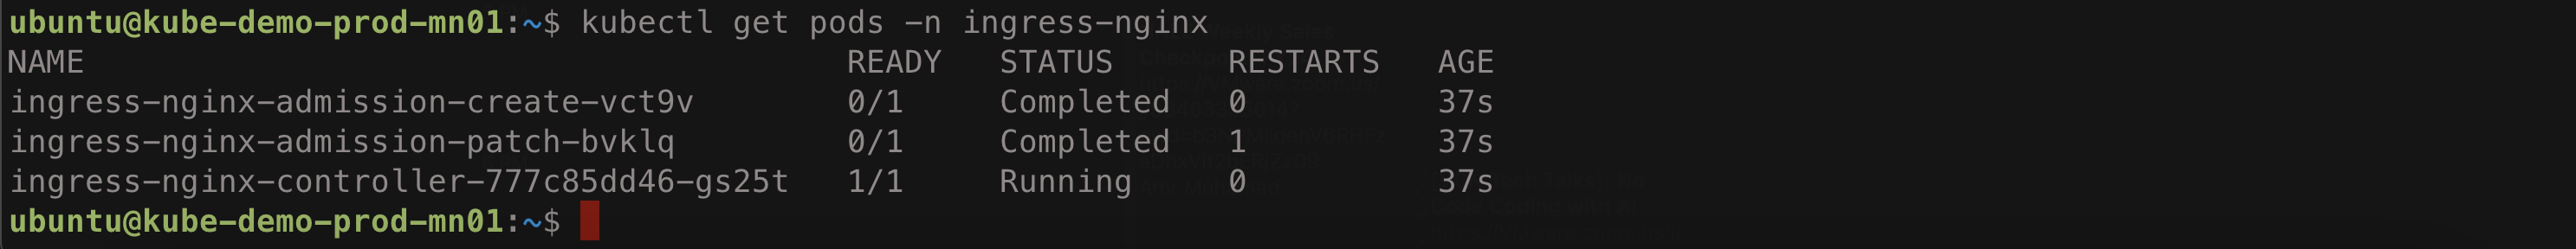 ubuntu@kube-demo-prod-mn01:~$ kubectl get pods -n ingress-nginx
NAME READY STATUS RESTARTS AGE
ingress-nginx-admission-create-vct9v 0/1 Completed 0 37s
ingress-nginx-admission-patch-bvklq 0/1 Completed 1 37s
ingress-nginx-controller-777c85dd46-gs25t 1/1 Running 0 37s
ubuntu@kube-demo-prod-mn01:~$